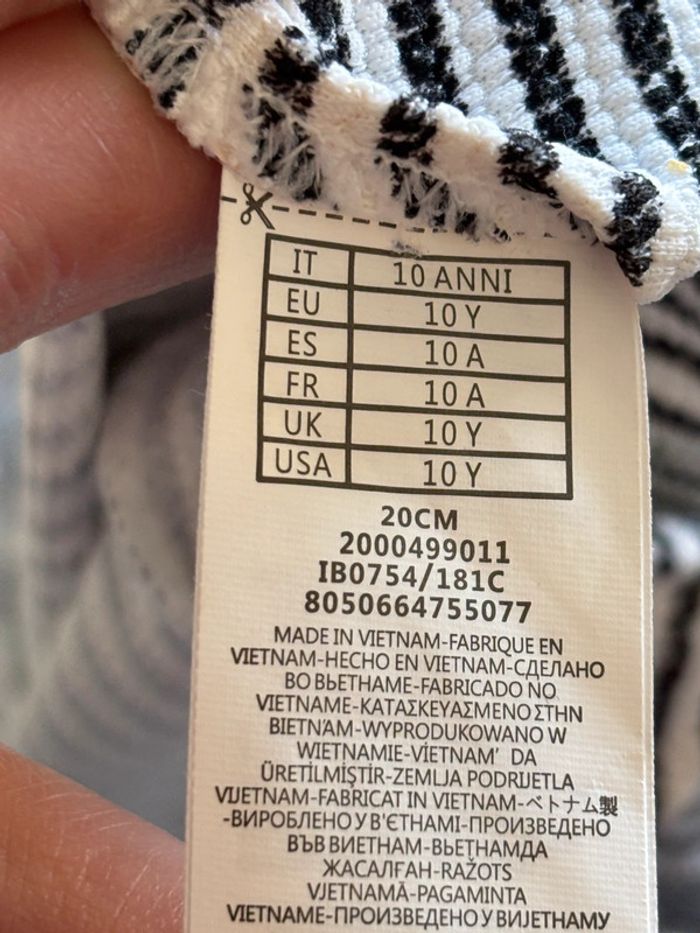 IT 10 ANNI
EU 10 Y
ES 10 A
FR 10 A
UK 10 Y
USA 10 Y
20CM
2000499011
IB0754/181C
8050664755077
MADE IN VIETNAM-FABRIQUE EN
VIETNAM-HECHO EN VIETNAM-СДЕЛАНО
ВО ВЬЕТНАМЕ-FABRICADO NO
VIETNAME-ΚΑΤΑΣΚΕΥΑΣΜΕΝΟ ΣΤΗΝ
ΒΙΕΤΝΆΜ-WYPRODUKOWANO W
WIETNAMIE-VİETNAM' DA
ÜRETİLMİŞTİR-ZEMLJA PODRIJETLA
VIJETNAM-FABRICAT IN VIETNAM-ベトナム製
-ВИРОБЛЕНО У В'ЄТНАМІ-ПРОИЗВЕДЕНО
ВЪВ ВИЕТНАМ-ВЬЕТНАМДА
ЖАСАЛҒАН-RAŽOTS
VJETNAMĀ-PAGAMINTA
VIETNAME-ПРОИЗВЕДЕНО У ВИЈЕТНАМУ